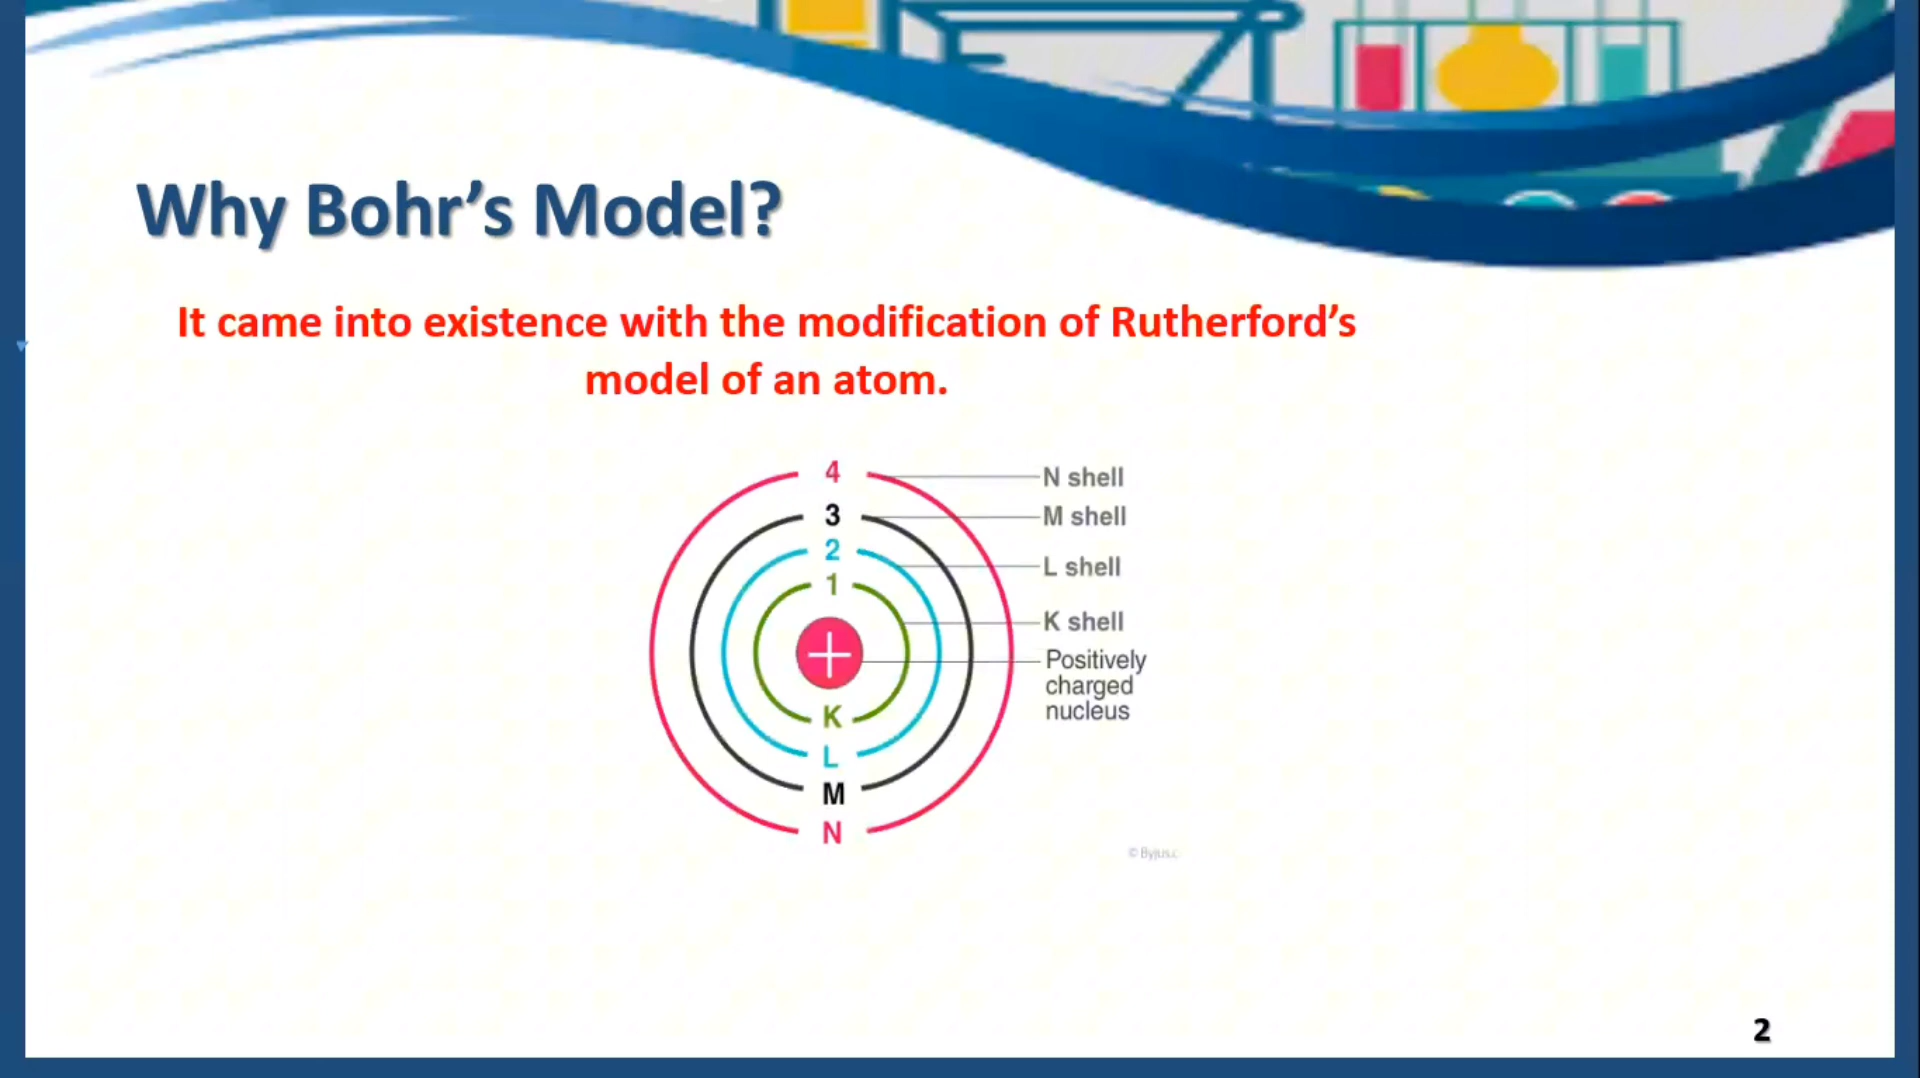 Why Bohr’s Model?
It came into existence with the modification of Rutherford’s
model of an atom.
4
N shell
3
M shell
2
L shell
1
K shell
+
Positively
charged
nucleus
K
L
M
N
© Byjus.c
2